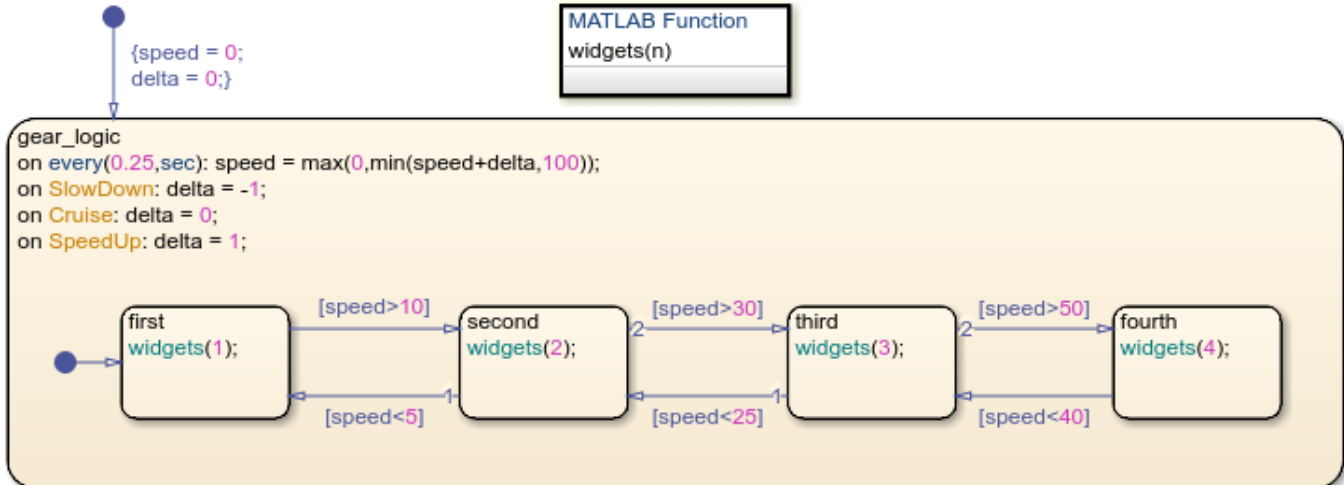 {speed = 0;
delta = 0;}
MATLAB Function
widgets(n)
gear_logic
on every(0.25,sec): speed = max(0,min(speed+delta,100));
on SlowDown: delta = -1;
on Cruise: delta = 0;
on SpeedUp: delta = 1;
[speed>10]
[speed>30]
[speed>50]
first
widgets(1);
second
widgets(2);
2
third
widgets(3);
2
fourth
widgets(4);
1
1
[speed<5]
[speed<25]
[speed<40]